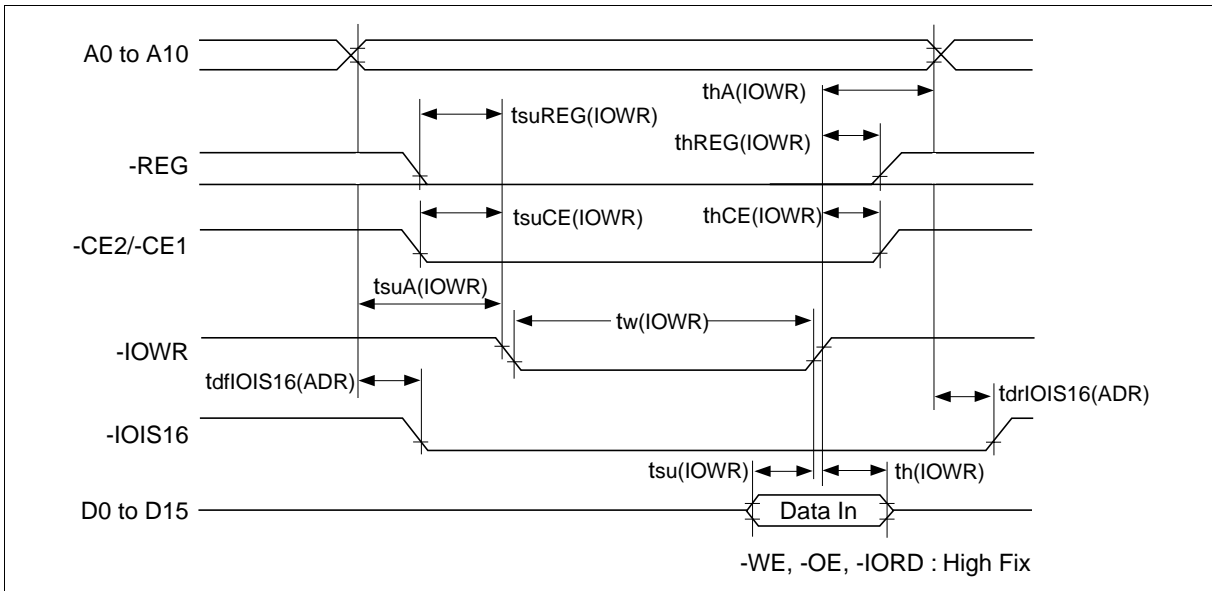 A0 to A10
thA(IOWR)
tsuREG(IOWR)
thREG(IOWR)
-REG
tsuCE(IOWR)
thCE(IOWR)
-CE2/-CE1
tsuA(IOWR)
tw(IOWR)
-IOWR
tdfIOIS16(ADR)
tdrIOIS16(ADR)
-IOIS16
tsu(IOWR)
th(IOWR)
D0 to D15
Data In
-WE, -OE, -IORD : High Fix